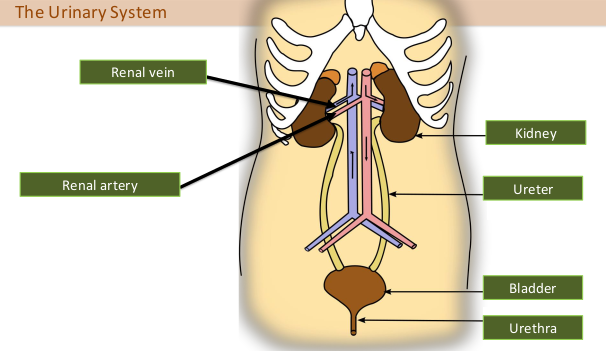 The Urinary System
Renal vein
Kidney
Renal artery
Ureter
Bladder
Urethra